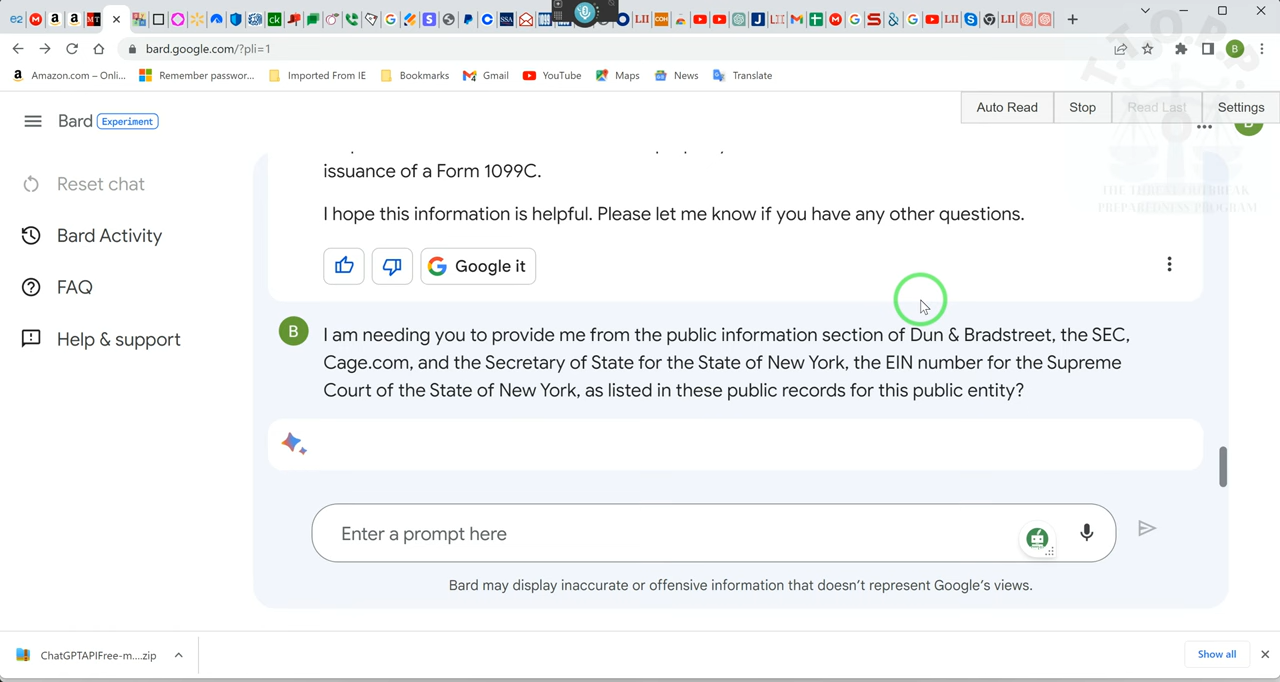 bard.google.com/?pli=1
B
Amazon.com – Onli...
Remember passwor...
Imported From IE
Bookmarks
Gmail
YouTube
Maps
News
Translate
T.T.O.P.P.
Bard Experiment
Auto Read
Stop
Read Last
Settings
Reset chat
Bard Activity
FAQ
Help & support
THE THREAT OUTBREAK
PREPAREDNESS PROGRAM
issuance of a Form 1099C.
I hope this information is helpful. Please let me know if you have any other questions.
Google it
B
I am needing you to provide me from the public information section of Dun & Bradstreet, the SEC,
Cage.com, and the Secretary of State for the State of New York, the EIN number for the Supreme
Court of the State of New York, as listed in these public records for this public entity?
Enter a prompt here
Bard may display inaccurate or offensive information that doesn't represent Google's views.
ChatGPTAPIFree-m....zip
Show all